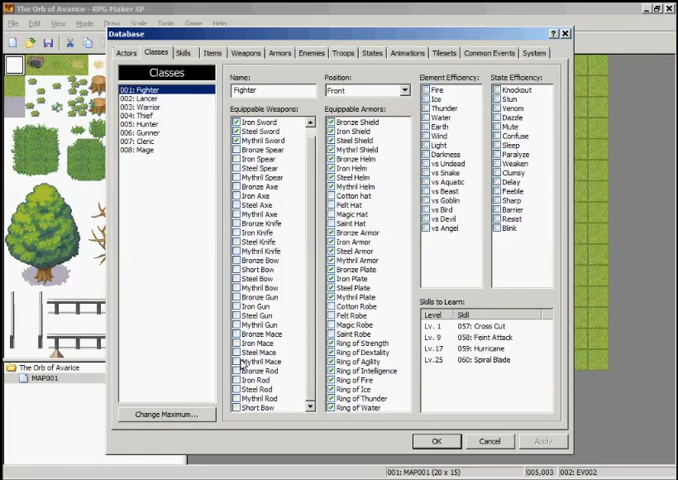 The Orb of Avance - RPG Maker XP
File Edit View Mode Draw Scale Tools Game Help
Database
Actors Classes Skills Items Weapons Armors Enemies Troops States Animations Tilesets Common Events System
Classes
001: Fighter
002: Lancer
003: Warrior
004: Thief
005: Hunter
006: Gunner
007: Cleric
008: Mage
Change Maximum...
Name:
Fighter
Position:
Front
Equippable Weapons:
Iron Sword
Steel Sword
Mythril Sword
Bronze Spear
Iron Spear
Steel Spear
Mythril Spear
Bronze Axe
Iron Axe
Steel Axe
Mythril Axe
Bronze Knife
Iron Knife
Steel Knife
Mythril Knife
Bronze Bow
Short Bow
Steel Bow
Mythril Bow
Bronze Gun
Iron Gun
Steel Gun
Mythril Gun
Bronze Mace
Iron Mace
Steel Mace
Mythril Mace
Bronze Rod
Iron Rod
Steel Rod
Mythril Rod
Short Bow
Equippable Armors:
Bronze Shield
Iron Shield
Steel Shield
Mythril Shield
Bronze Helm
Iron Helm
Steel Helm
Mythril Helm
Cotton hat
Felt Hat
Magic Hat
Saint Hat
Bronze Armor
Iron Armor
Steel Armor
Mythril Armor
Bronze Plate
Iron Plate
Steel Plate
Mythril Plate
Cotton Robe
Felt Robe
Magic Robe
Saint Robe
Ring of Strength
Ring of Dextality
Ring of Agility
Ring of Intelligence
Ring of Fire
Ring of Ice
Ring of Thunder
Ring of Water
Element Efficiency:
Fire
Ice
Thunder
Water
Earth
Wind
Light
Darkness
vs Undead
vs Snake
vs Aquatic
vs Beast
vs Goblin
vs Bird
vs Devil
vs Angel
State Efficiency:
Knockout
Stun
Venom
Dazzle
Mute
Confuse
Sleep
Paralyze
Weaken
Clumsy
Delay
Feeble
Sharp
Barrier
Resist
Blink
Skills to Learn:
Level Skill
Lv. 1 057: Cross Cut
Lv. 9 058: Feint Attack
Lv.17 059: Hurricane
Lv.25 060: Spiral Blade
OK Cancel Apply
The Orb of Avance
MAP001
001: MAP001 (20 x 15) 005,003 002: EV002